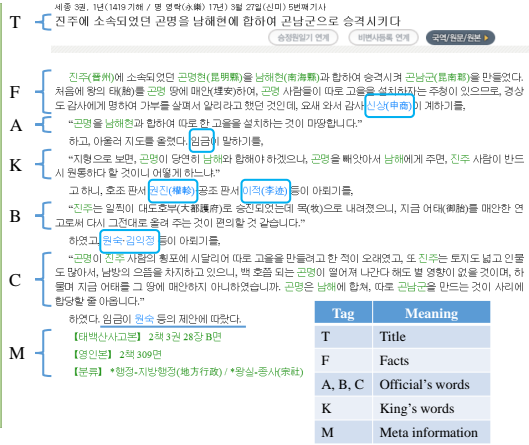 세종 3권, 1년(1419 기해 / 명 영락(永樂) 17년) 3월 27일(신미) 5번째기사
T
진주에 소속되었던 곤명을 남해현에 합하여 곤남군으로 승격시키다
승정원일기 연계
비변사등록 연계
국역/원문/원본
진주(晉州)에 소속되었던 곤명현(昆明縣)을 남해현(南海縣)과 합하여 승격시켜 곤남군(昆南郡)을 만들었다.
F
처음에 왕의 태(胎)를 곤명 땅에 매안(埋安)하여, 곤명 사람들이 따로 고을을 설치하자는 주청이 있으므로, 경상
도 감사에게 명하여 가부를 살펴서 알리라고 했던 것인데, 요새 와서 감사 신상(申商)이 계하기를,
A
“곤명을 남해현과 합하여 따로 한 고을을 설치하는 것이 마땅합니다.”
하고, 아울러 지도를 올렸다. 임금이 말하기를,
K
“지형으로 보면, 곤명이 당연히 남해와 합해야 하겠으나, 곤명을 빼앗아서 남해에게 주면, 진주 사람이 반드
시 원통하다 할 것이니 어떻게 하느냐.”
고 하니, 호조 판서 권진(權軫)·공조 판서 이적(李迹) 등이 아뢰기를,
B
“진주는 일찍이 대도호부(大都護府)로 승진되었는데 목(牧)으로 내려졌으니, 지금 어태(御胎)를 매안한 연
고로써 다시 그전대로 올려 주는 것이 편의할 것 같습니다.”
하였고, 원숙·김익정 등이 아뢰기를,
C
“곤명이 진주 사람의 횡포에 시달리어 따로 고을을 만들려고 한 적이 오래였고, 또 진주는 토지도 넓고 인물
도 많아서, 남방의 으뜸을 차지하고 있으니, 백 호쯤 되는 곤명이 떨어져 나간다 해도 별 영향이 없을 것이며, 하
물며 지금 어태를 그 땅에 매안하지 아니하였습니까. 곤명은 남해에 합쳐, 따로 곤남군을 만드는 것이 사리에
합당할 줄 아옵니다.”
하였다. 임금이 원숙 등의 제안에 따랐다.
M
【태백산사고본】 2책 3권 28장 B면
【영인본】 2책 309면
【분류】 *행정-지방행정(地方行政) / *왕실-종사(宗社)
Tag Meaning
T Title
F Facts
A, B, C Official’s words
K King’s words
M Meta information